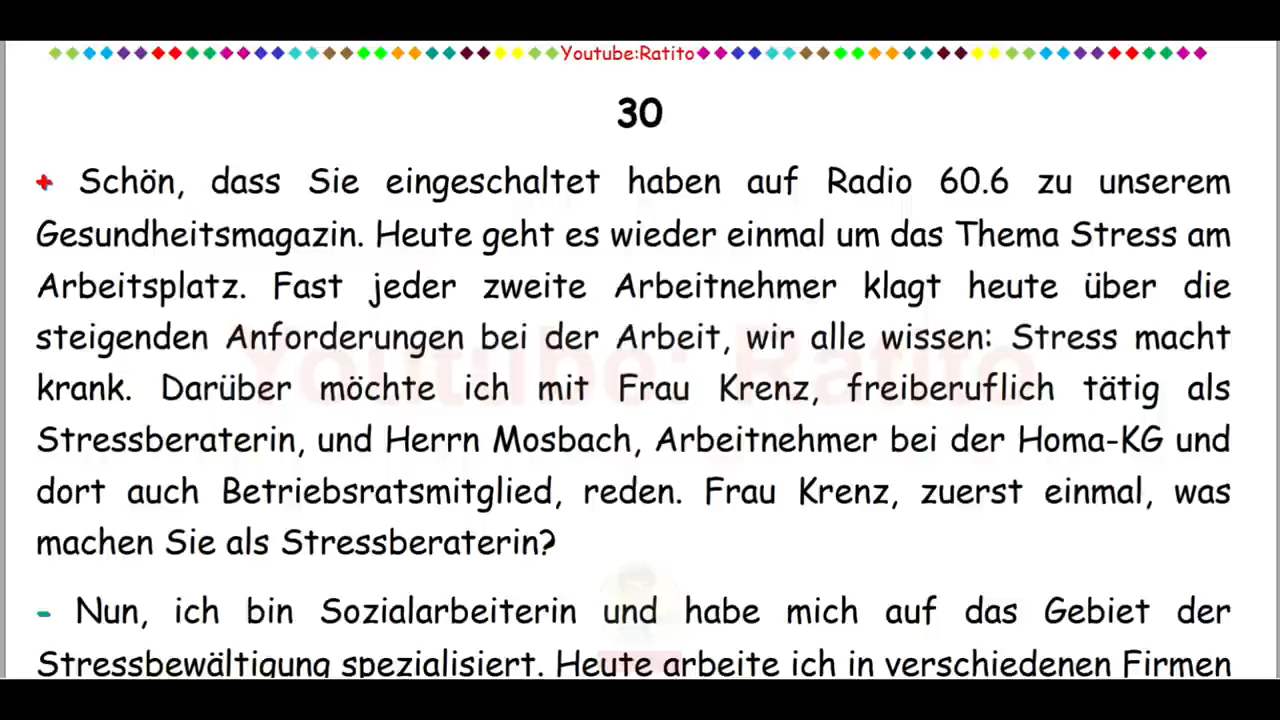 Youtube:Ratito
30
+ Schön, dass Sie eingeschaltet haben auf Radio 60.6 zu unserem
Gesundheitsmagazin. Heute geht es wieder einmal um das Thema Stress am
Arbeitsplatz. Fast jeder zweite Arbeitnehmer klagt heute über die
steigenden Anforderungen bei der Arbeit, wir alle wissen: Stress macht
krank. Darüber möchte ich mit Frau Krenz, freiberuflich tätig als
Stressberaterin, und Herrn Mosbach, Arbeitnehmer bei der Homa-KG und
dort auch Betriebsratsmitglied, reden. Frau Krenz, zuerst einmal, was
machen Sie als Stressberaterin?
- Nun, ich bin Sozialarbeiterin und habe mich auf das Gebiet der
Stressbewältigung spezialisiert. Heute arbeite ich in verschiedenen Firmen
Youtube: Ratito